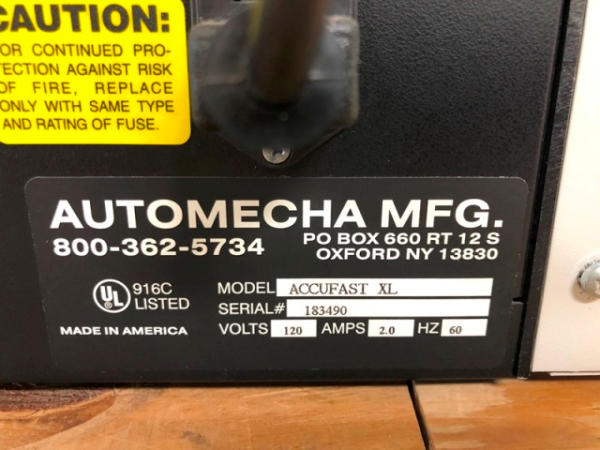 CAUTION:
FOR CONTINUED PRO-
TECTION AGAINST RISK
OF FIRE, REPLACE
ONLY WITH SAME TYPE
AND RATING OF FUSE.
AUTOMECHA MFG.
800-362-5734
PO BOX 660 RT 12 S
OXFORD NY 13830
UL
916C
LISTED
MADE IN AMERICA
MODEL ACCUFAST XL
SERIAL# 183490
VOLTS 120 AMPS 2.0 HZ 60